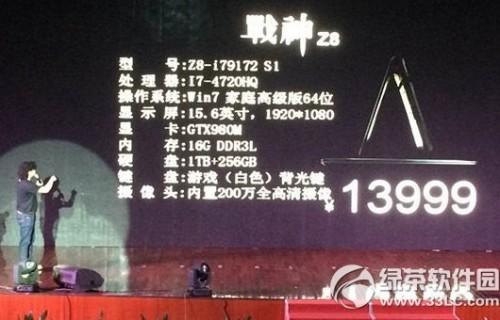 戰神 Z8
型 号:Z8-i79172 S1
处 理 器:I7-4720HQ
操作系统:Win7 家庭高级版64位
显 示 屏:15.6英寸，1920*1080
显 卡:GTX980M
内 存:16G DDR3L
硬 盘:1TB+256GB
键 盘:游戏（白色）背光键
摄 像 头:内置200万全高清摄像
¥13999
绿茶软件园
www.33LC.com